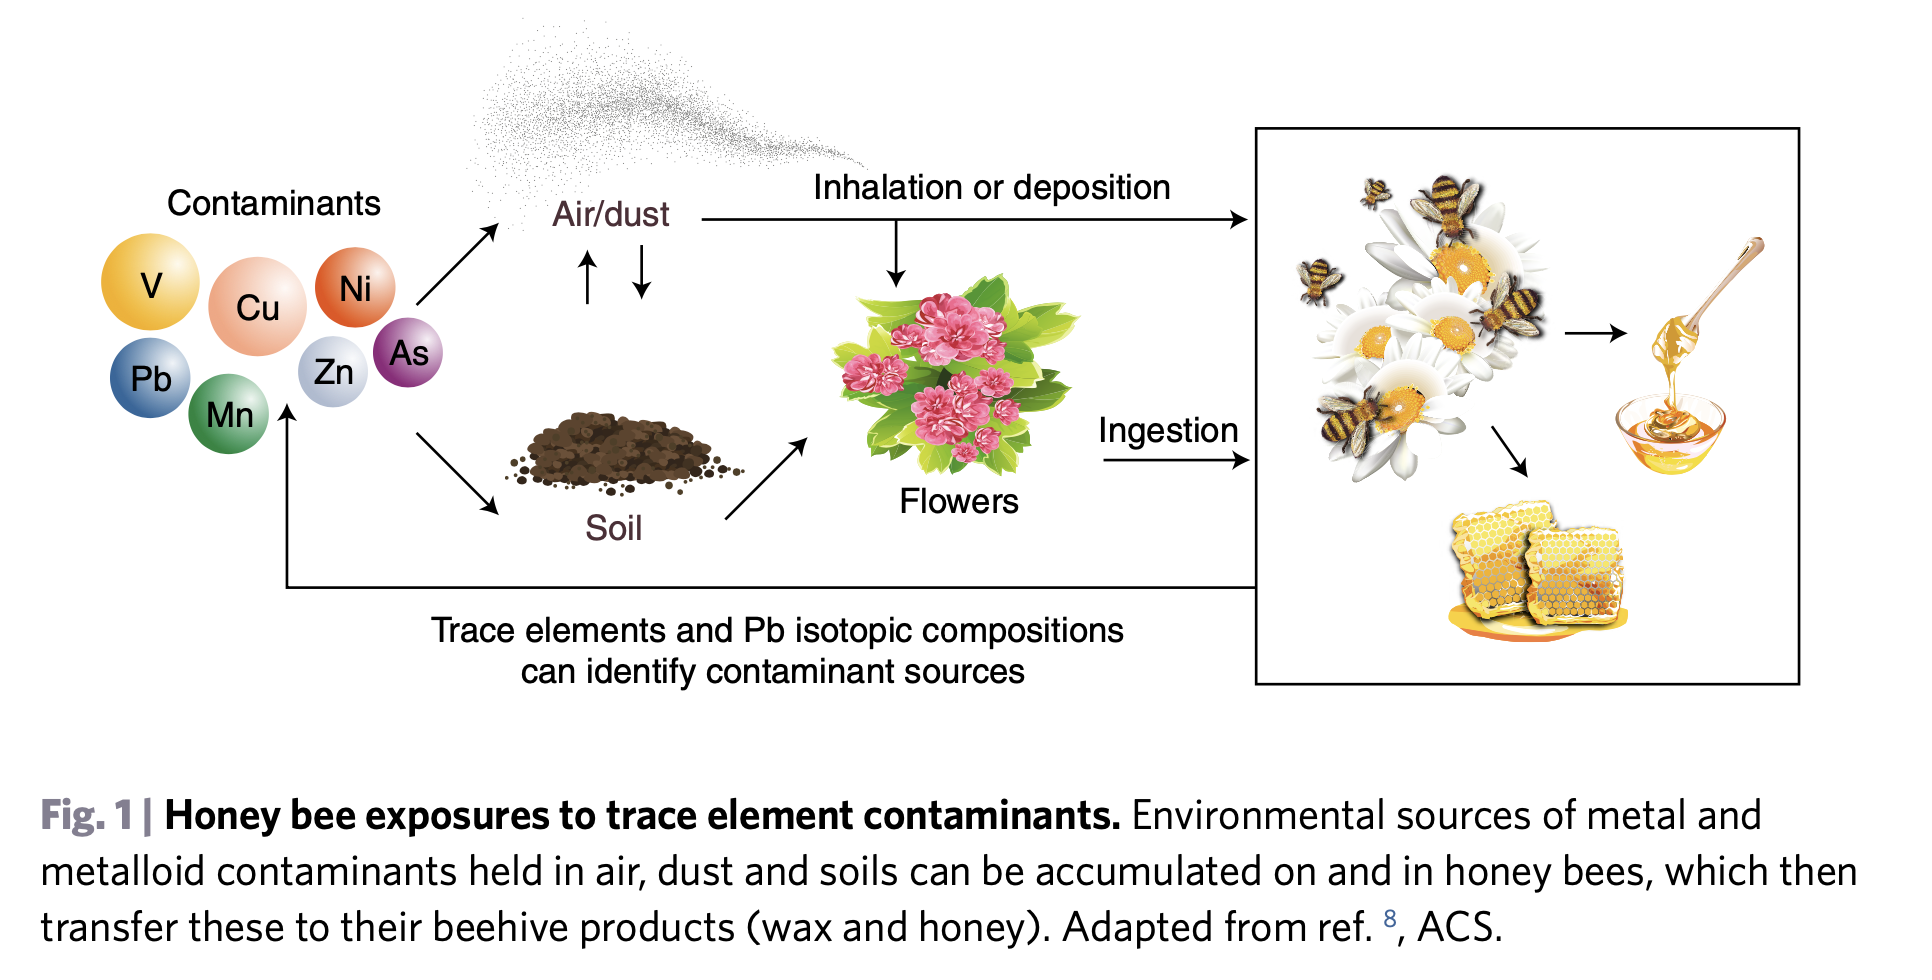 Contaminants
V
Cu
Ni
Pb
Mn
Zn
As
Air/dust
Inhalation or deposition
Soil
Flowers
Ingestion
Trace elements and Pb isotopic compositions
can identify contaminant sources
Fig. 1 | Honey bee exposures to trace element contaminants. Environmental sources of metal and
metalloid contaminants held in air, dust and soils can be accumulated on and in honey bees, which then
transfer these to their beehive products (wax and honey). Adapted from ref. 8, ACS.